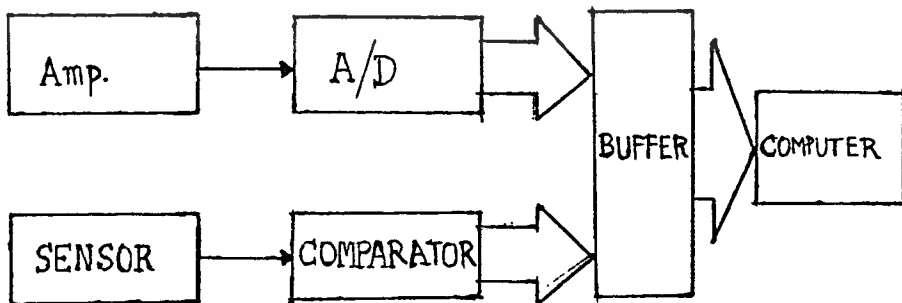 Amp.
A/D
BUFFER
COMPUTER
SENSOR
COMPARATOR